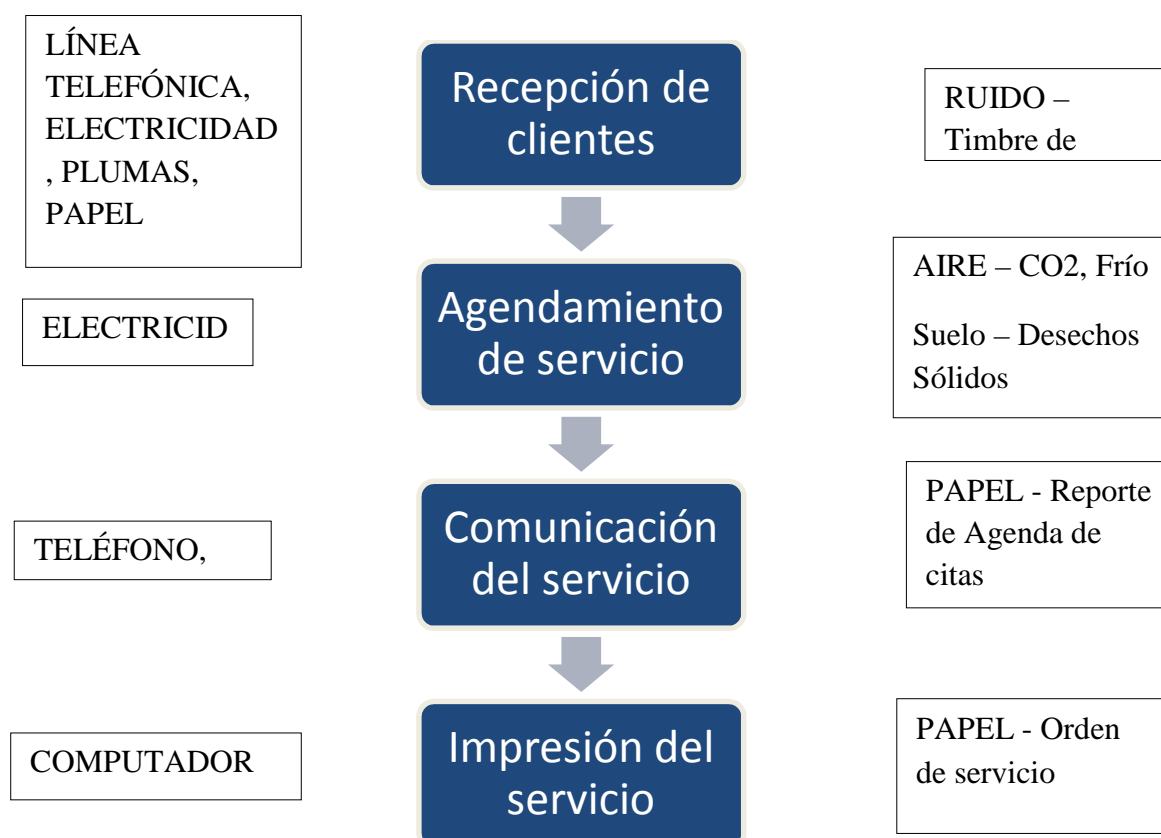 LÍNEA
TELEFÓNICA,
ELECTRICIDAD
, PLUMAS,
PAPEL
Recepción de
clientes
RUIDO –
Timbre de
ELECTRICID
Agendamiento
de servicio
AIRE – CO2, Frío
Suelo – Desechos
Sólidos
TELÉFONO,
Comunicación
del servicio
PAPEL - Reporte
de Agenda de
citas
COMPUTADOR
Impresión del
servicio
PAPEL - Orden
de servicio